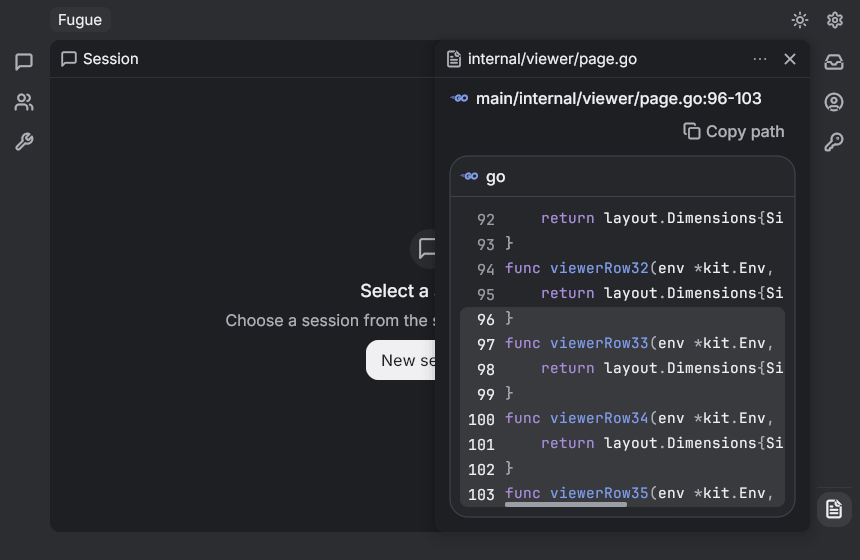 Fugue
Session
internal/viewer/page.go
main/internal/viewer/page.go:96-103
Copy path
go
92 return layout.Dimensions{Si
93 }
94 func viewerRow32(env *kit.Env,
95 return layout.Dimensions{Si
96 }
97 func viewerRow33(env *kit.Env,
98 return layout.Dimensions{Si
99 }
100 func viewerRow34(env *kit.Env,
101 return layout.Dimensions{Si
102 }
103 func viewerRow35(env *kit.Env,
Select a
Choose a session from the
New se